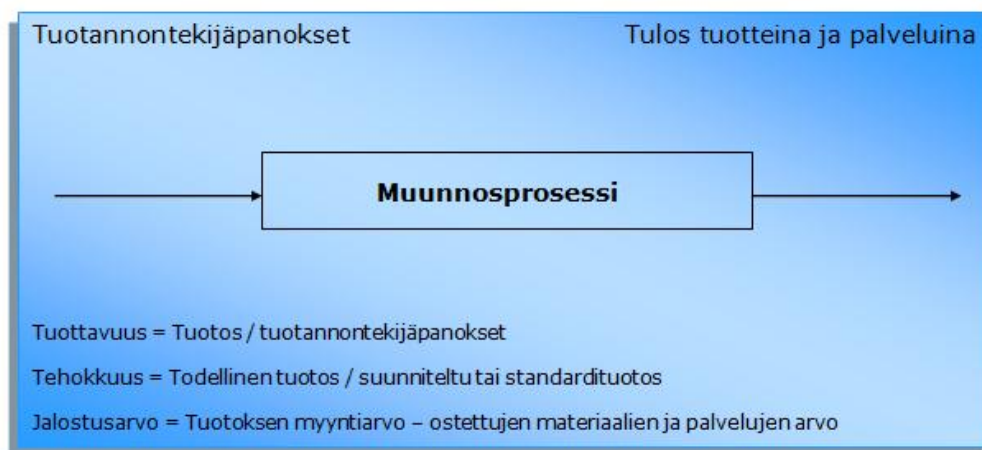 Tuotannontekijäpanokset
Tulos tuotteina ja palveluina
Muunnosprosessi
Tuottavuus = Tuotos / tuotannontekijäpanokset
Tehokkuus = Todellinen tuotos / suunniteltu tai standardituotos
Jalostusarvo = Tuotoksen myyntiarvo – ostettujen materiaalien ja palvelujen arvo